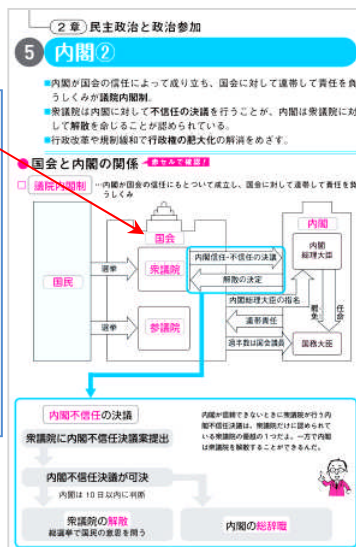 2章 民主政治と政治参加
5 内閣②
■内閣が国会の信任によって成り立ち、国会に対して連帯して責任を負
うしくみが議院内閣制。
■衆議院は内閣に対して不信任の決議を行うことが、内閣は衆議院に対
して解散を命じることが認められている。
■行政改革や規制緩和で行政権の肥大化の解消をめざす。
●国会と内閣の関係 赤セルで確認!
□ 議院内閣制 …内閣が国会の信任にもとづいて成立し、国会に対して連帯して責任を負
うしくみ
国会
内閣
国民
選挙
衆議院
内閣信任・不信任の決議
解散の決定
内閣
総理大臣
内閣総理大臣の指名
連帯責任
罷免
任命
選挙
参議院
過半数は国会議員
国務大臣
内閣不信任の決議
衆議院に内閣不信任決議案提出
内閣不信任決議が可決
内閣は10日以内に判断
衆議院の解散
総選挙で国民の意思を問う
内閣の総辞職
内閣が信頼できないときに衆議院が行う内
閣不信任決議は、衆議院だけに認められて
いる衆議院の優越の1つだよ。一方で内閣
は衆議院を解散することができるんだ。